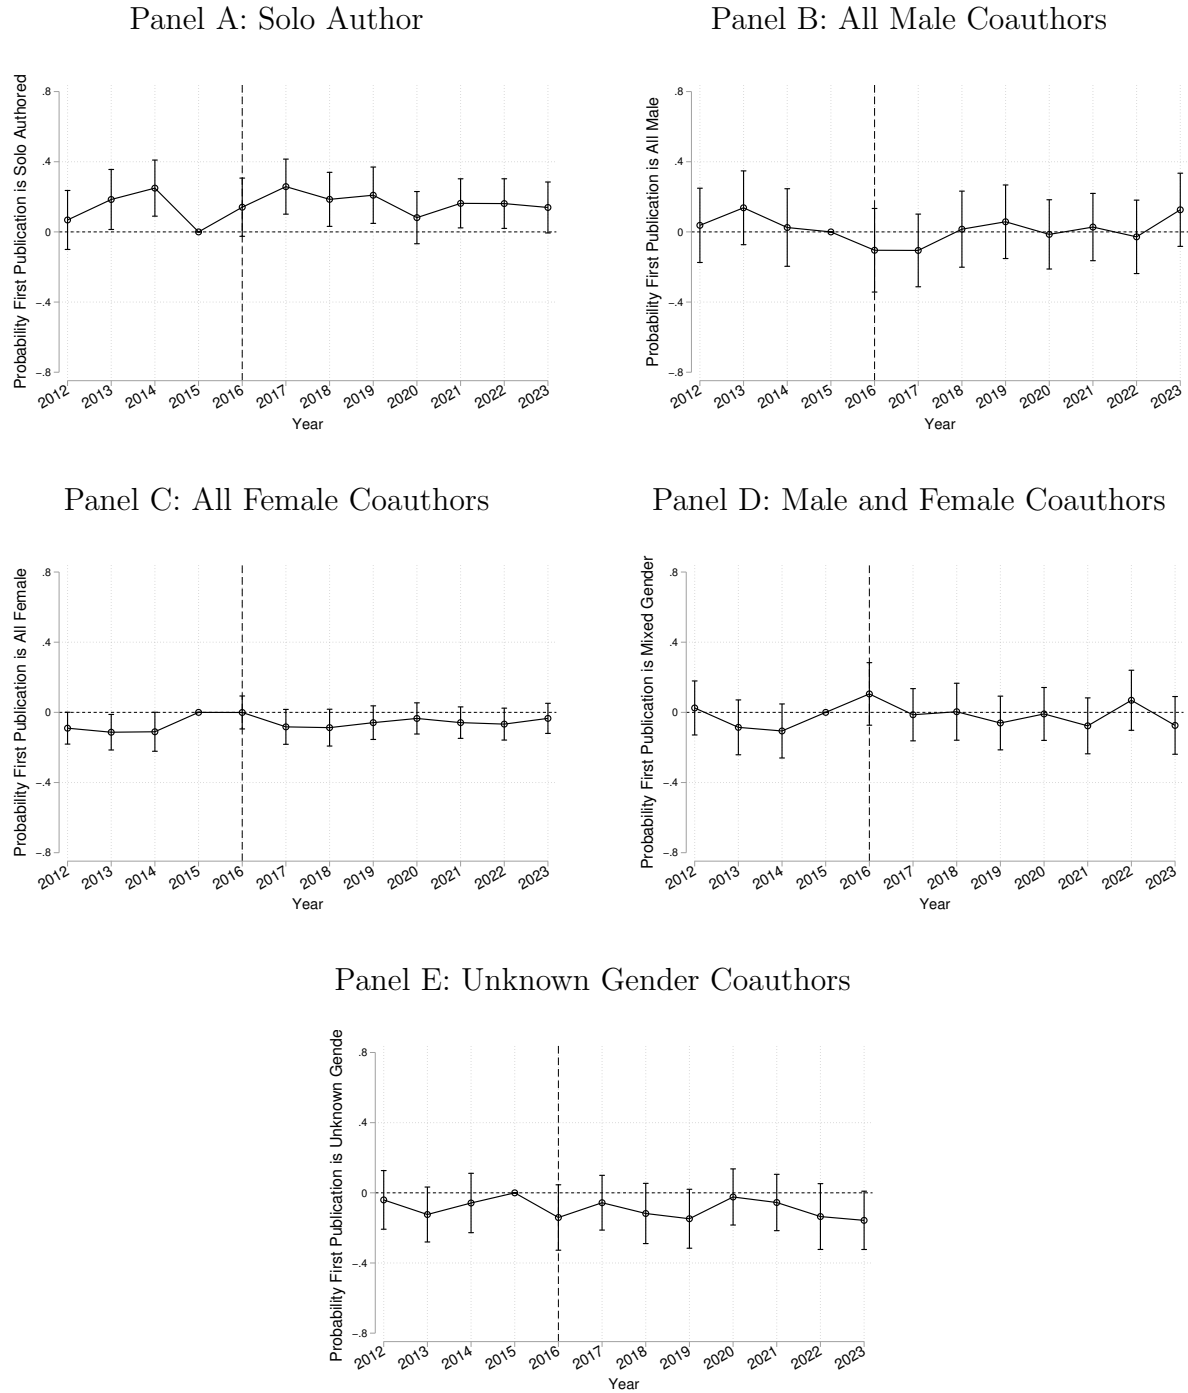 Panel A: Solo Author
Probability First Publication is Solo Authored
.8
.4
0
−.4
−.8
2012 2013 2014 2015 2016 2017 2018 2019 2020 2021 2022 2023
Year
Panel B: All Male Coauthors
Probability First Publication is All Male
.8
.4
0
−.4
−.8
2012 2013 2014 2015 2016 2017 2018 2019 2020 2021 2022 2023
Year
Panel C: All Female Coauthors
Probability First Publication is All Female
.8
.4
0
−.4
−.8
2012 2013 2014 2015 2016 2017 2018 2019 2020 2021 2022 2023
Year
Panel D: Male and Female Coauthors
Probability First Publication is Mixed Gender
.8
.4
0
−.4
−.8
2012 2013 2014 2015 2016 2017 2018 2019 2020 2021 2022 2023
Year
Panel E: Unknown Gender Coauthors
Probability First Publication is Unknown Gende
.8
.4
0
−.4
−.8
2012 2013 2014 2015 2016 2017 2018 2019 2020 2021 2022 2023
Year